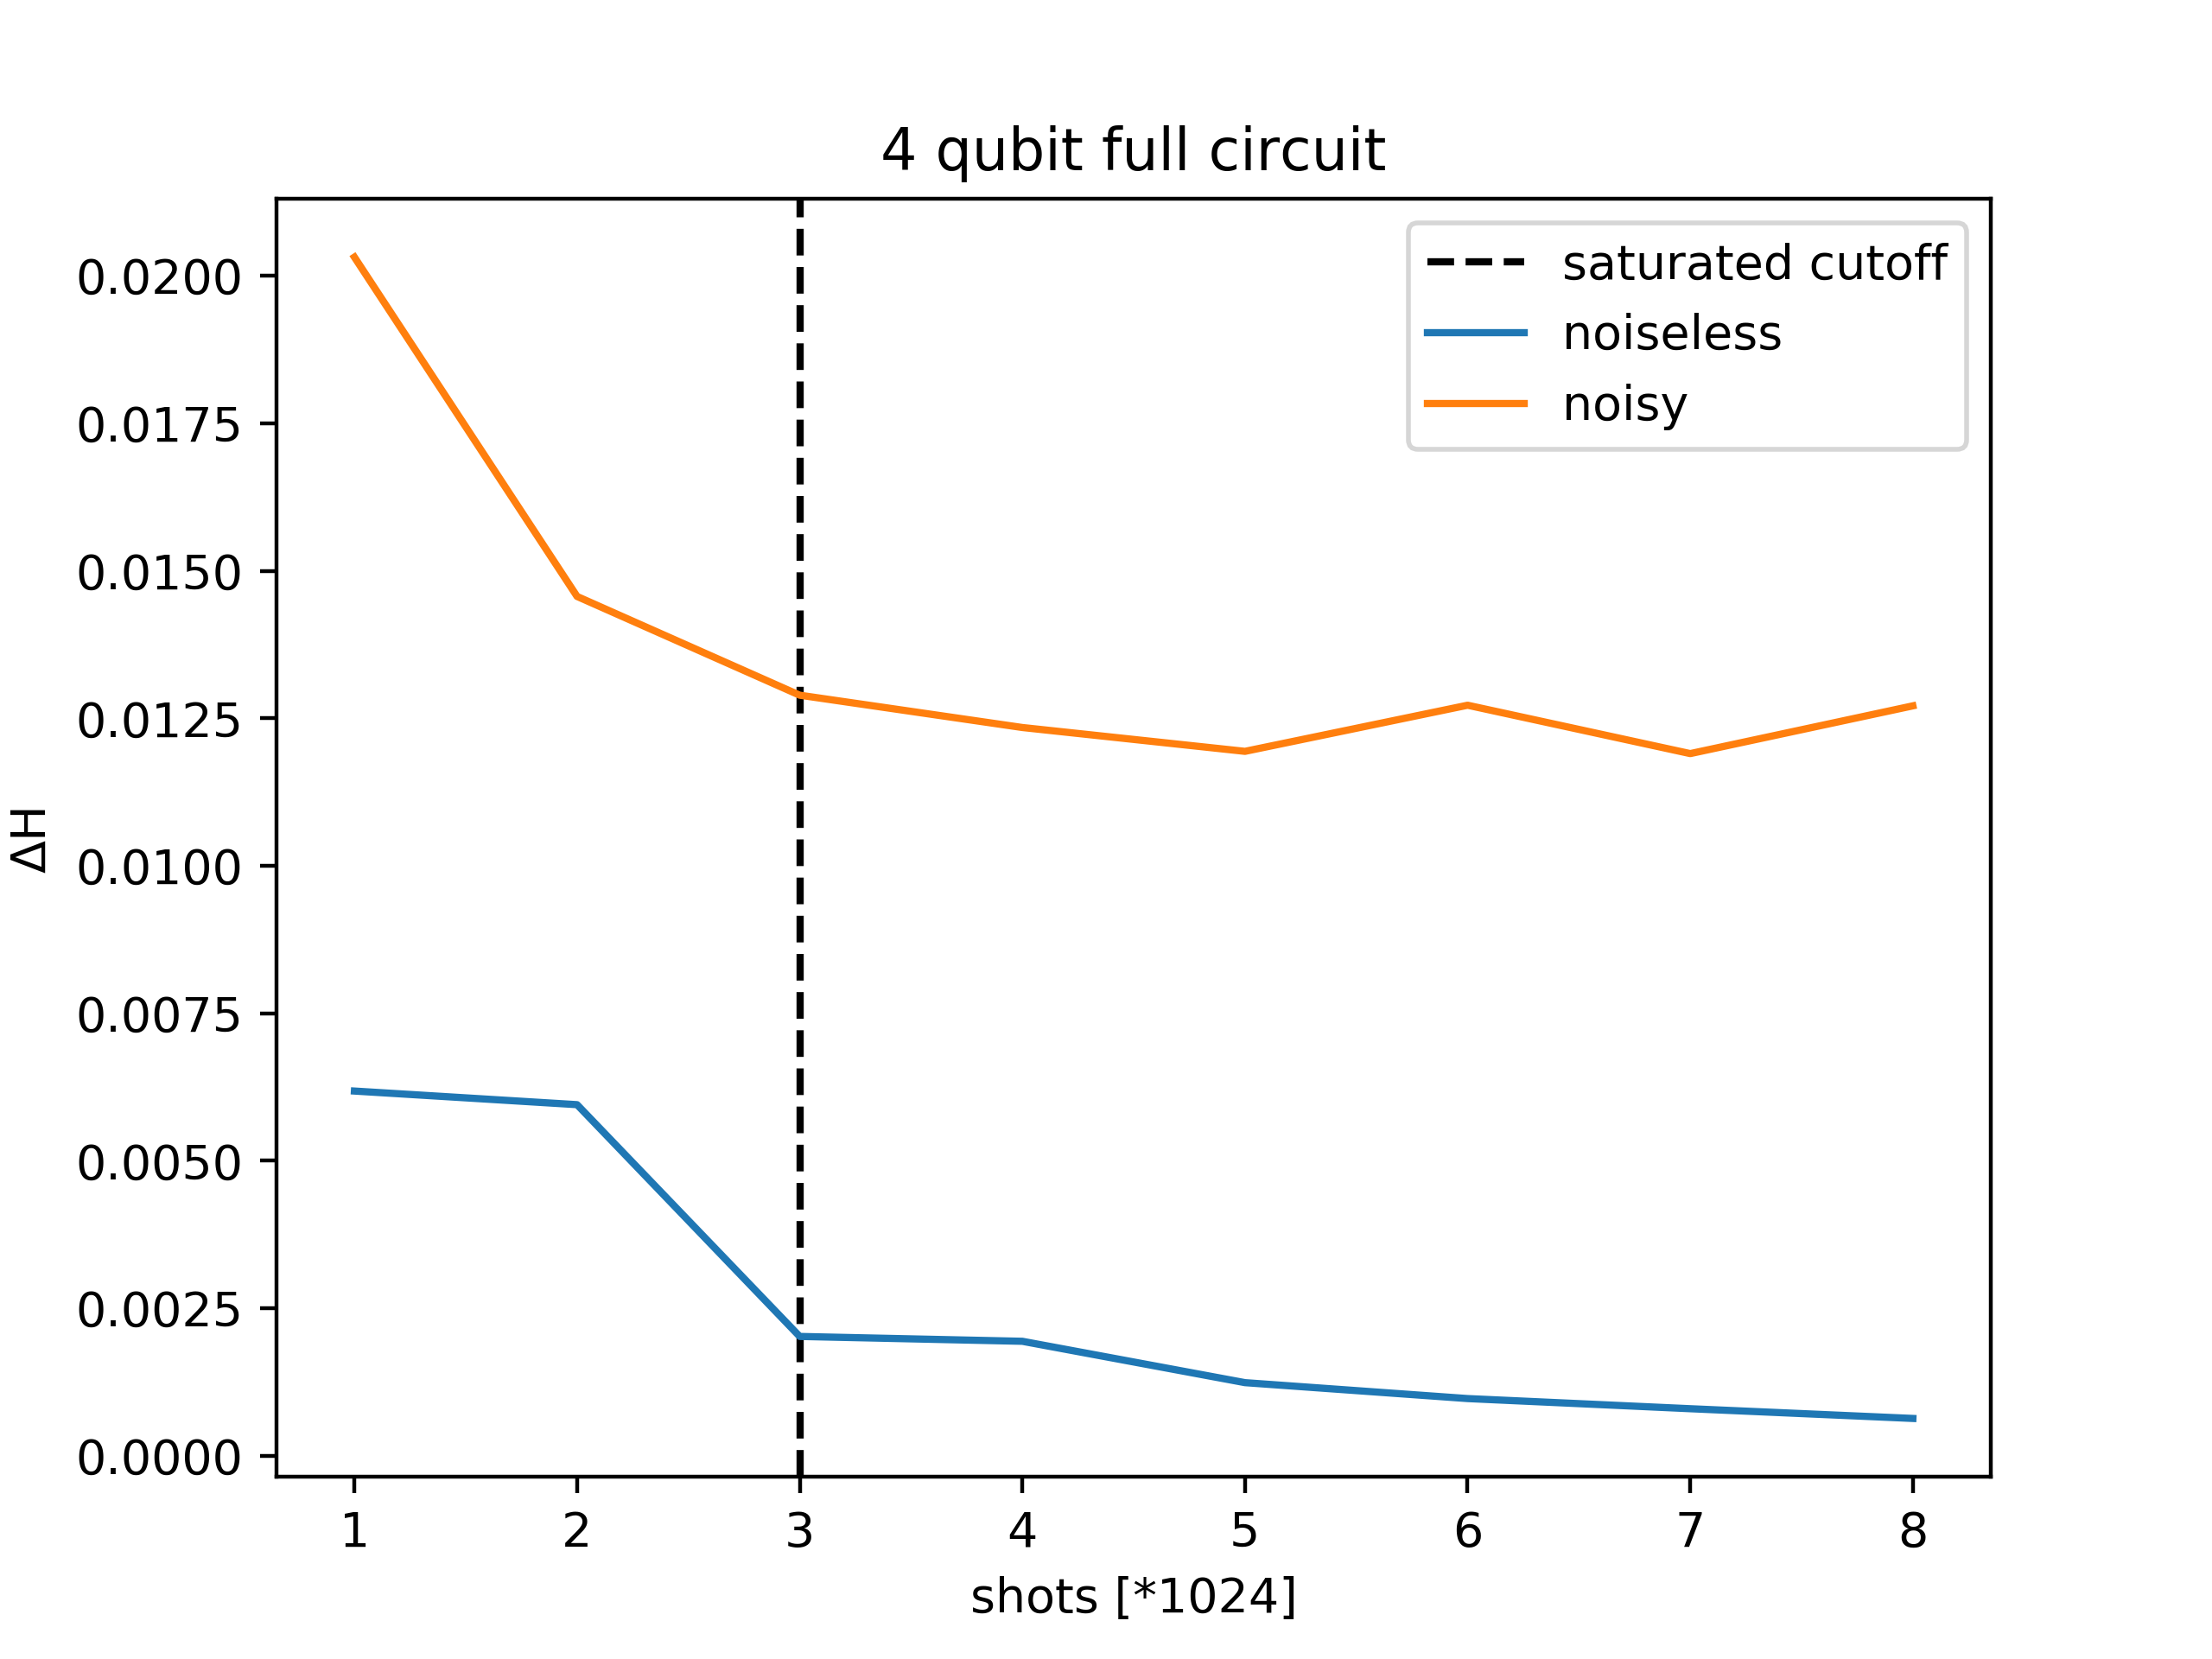 4 qubit full circuit
saturated cutoff
noiseless
noisy
0.0200
0.0175
0.0150
0.0125
0.0100
0.0075
0.0050
0.0025
0.0000
ΔH
1 2 3 4 5 6 7 8
shots [*1024]